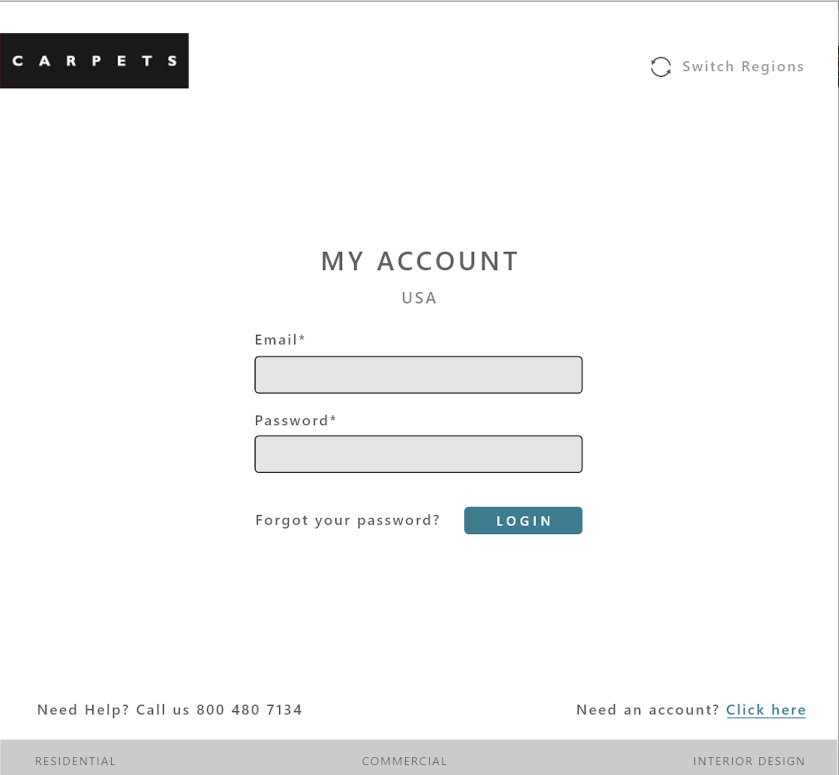 CARPETS
Switch Regions
MY ACCOUNT
USA
Email*
Password*
Forgot your password?
LOGIN
Need Help? Call us 800 480 7134
Need an account? Click here
RESIDENTIAL
COMMERCIAL
INTERIOR DESIGN